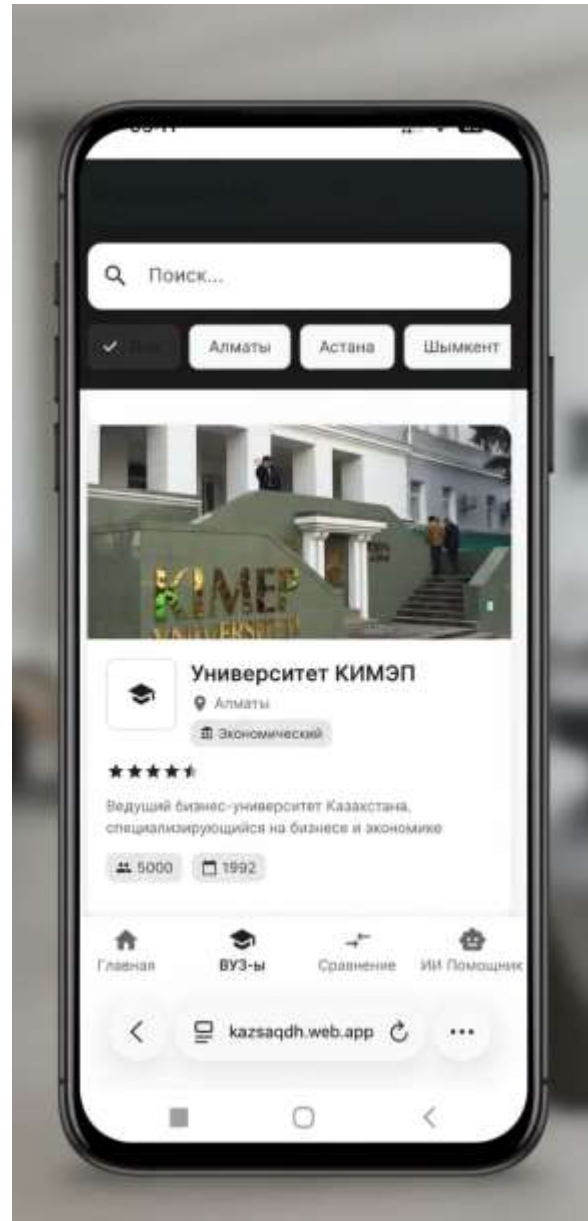 Поиск...
Алматы
Астана
Шымкент
KIMEP
UNIVERSITY
Университет КИМЭП
Алматы
Экономический
Ведущий бизнес-университет Казахстана,
специализирующийся на бизнесе и экономике
5000
1992
Главная
ВУЗ-ы
Сравнение
ИИ Помощник
kazsaqdh.web.app